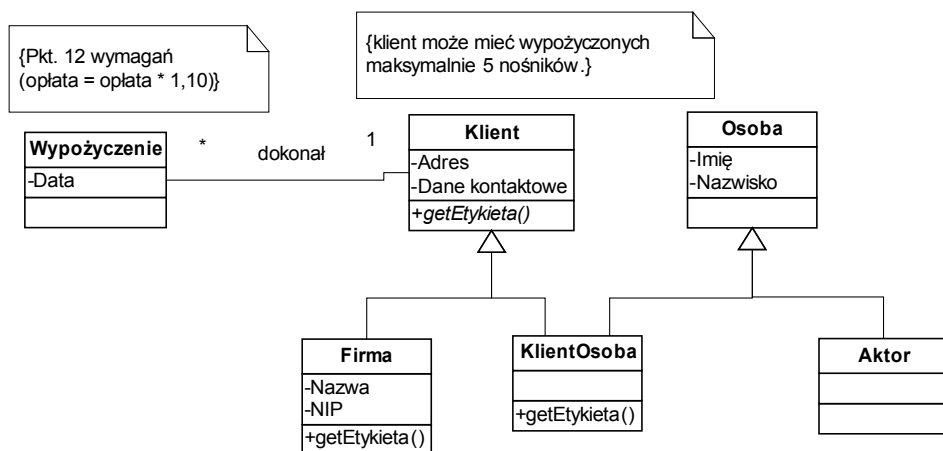 {Pkt. 12 wymagań
(opłata = opłata * 1,10)}
{klient może mieć wypożyczonych
maksymalnie 5 nośników.}
Wypożyczenie
-Data
*
dokonał
1
Klient
-Adres
-Dane kontaktowe
+getEtykieta()
Osoba
-Imię
-Nazwisko
Firma
-Nazwa
-NIP
+getEtykieta()
KlientOsoba
+getEtykieta()
Aktor